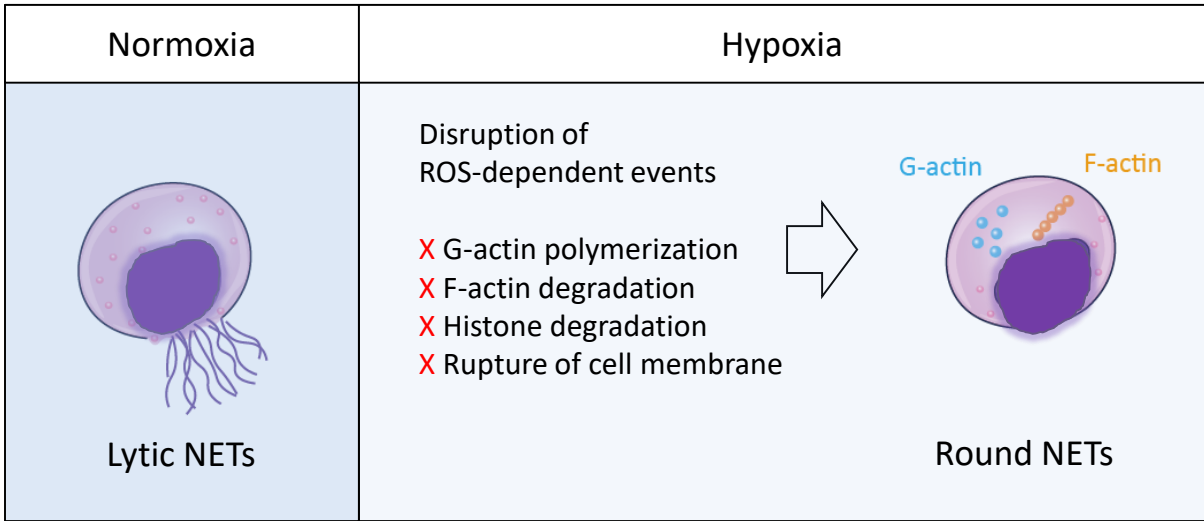 Normoxia
Hypoxia
Disruption of
ROS-dependent events
X G-actin polymerization
X F-actin degradation
X Histone degradation
X Rupture of cell membrane
G-actin
F-actin
Lytic NETs
Round NETs